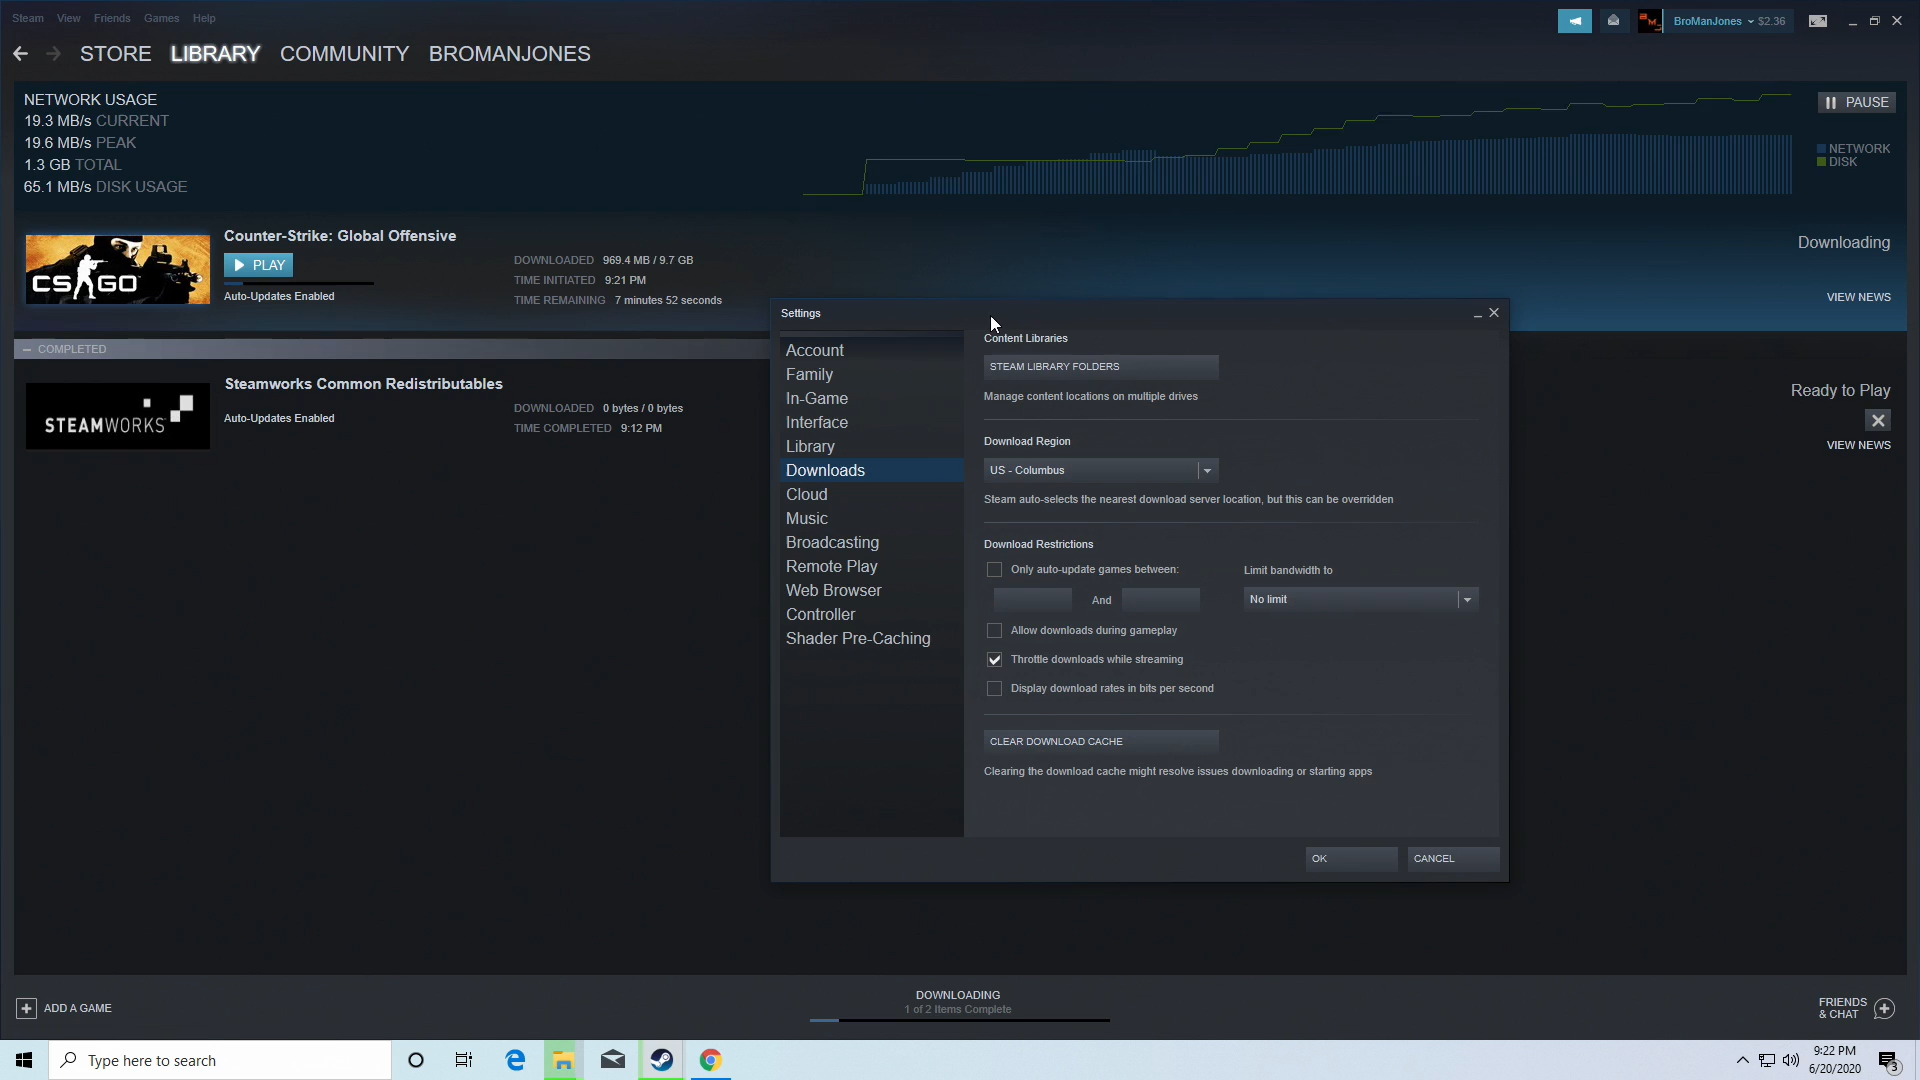 Steam View Friends Games Help
BroManJones $2.36
STORE LIBRARY COMMUNITY BROMANJONES
NETWORK USAGE
19.3 MB/s CURRENT
19.6 MB/s PEAK
1.3 GB TOTAL
65.1 MB/s DISK USAGE
PAUSE
NETWORK
DISK
CS GO
Counter-Strike: Global Offensive
PLAY
Auto-Updates Enabled
DOWNLOADED 969.4 MB / 9.7 GB
TIME INITIATED 9:21 PM
TIME REMAINING 7 minutes 52 seconds
Downloading
VIEW NEWS
COMPLETED
STEAMWORKS
Steamworks Common Redistributables
Auto-Updates Enabled
DOWNLOADED 0 bytes / 0 bytes
TIME COMPLETED 9:12 PM
Ready to Play
VIEW NEWS
Settings
Account
Family
In-Game
Interface
Library
Downloads
Cloud
Music
Broadcasting
Remote Play
Web Browser
Controller
Shader Pre-Caching
Content Libraries
STEAM LIBRARY FOLDERS
Manage content locations on multiple drives
Download Region
US - Columbus
Steam auto-selects the nearest download server location, but this can be overridden
Download Restrictions
Only auto-update games between:
And
Limit bandwidth to
No limit
Allow downloads during gameplay
Throttle downloads while streaming
Display download rates in bits per second
CLEAR DOWNLOAD CACHE
Clearing the download cache might resolve issues downloading or starting apps
OK CANCEL
ADD A GAME
DOWNLOADING
1 of 2 Items Complete
FRIENDS
& CHAT
Type here to search
9:22 PM
6/20/2020
3